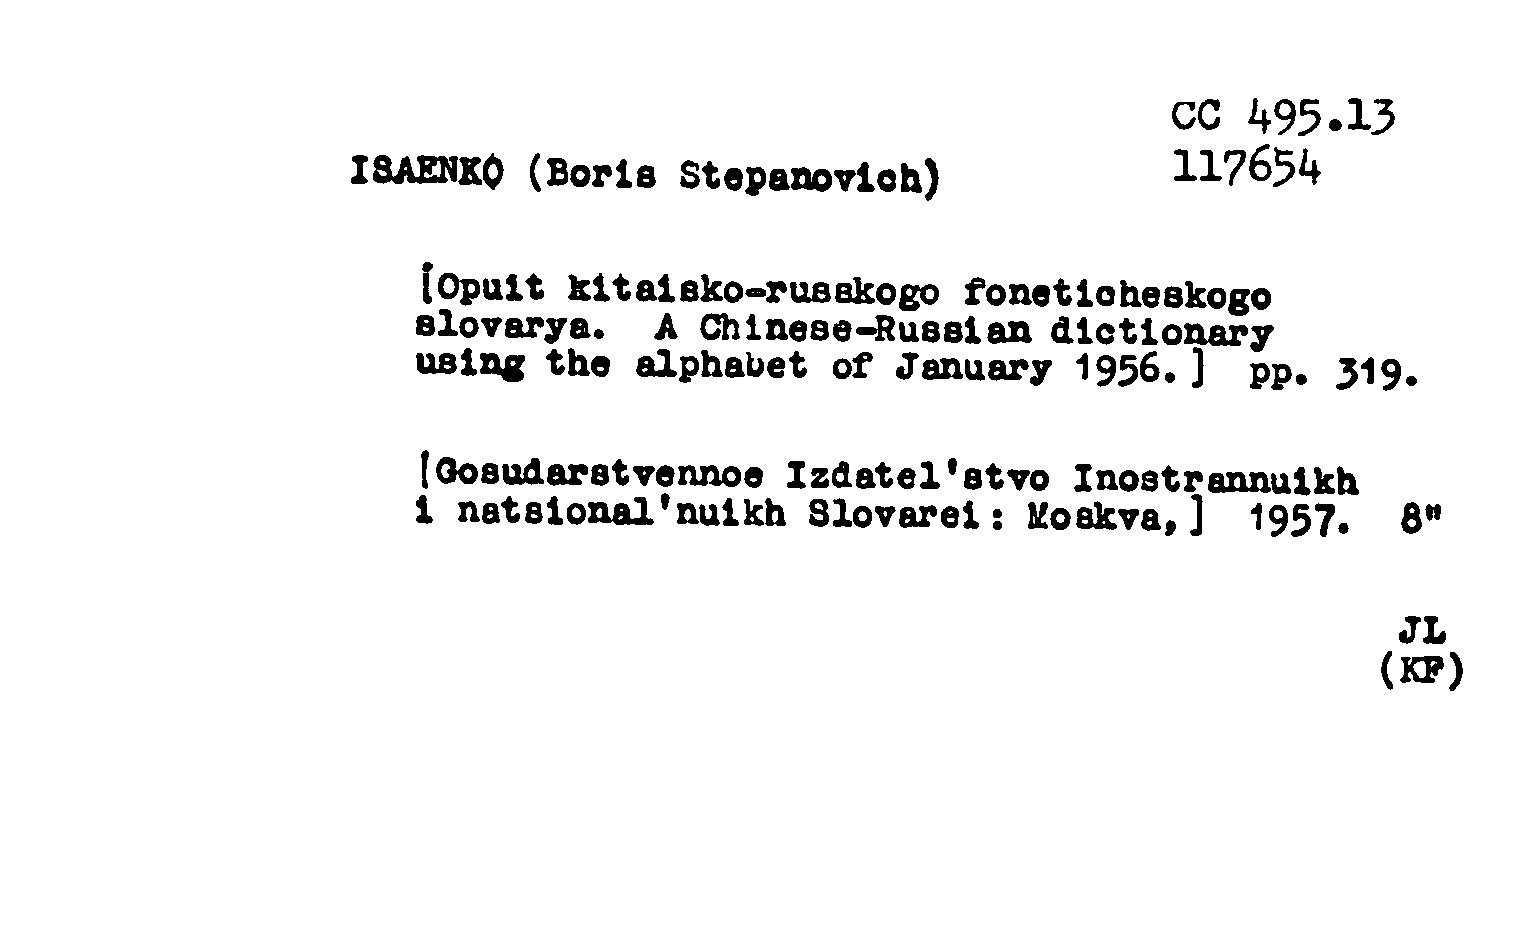 CC 495.13
ISAENKO (Boris Stepanovich)
117654
[Opuit kitaisko-russkogo foneticheskogo
slovarya. A Chinese-Russian dictionary
using the alphabet of January 1956.] pp. 319.
[Gosudarstvennoe Izdatel'stvo Inostrannuikh
i natsional'nuikh Slovarei: Moskva,] 1957. 8"
JL
(KF)